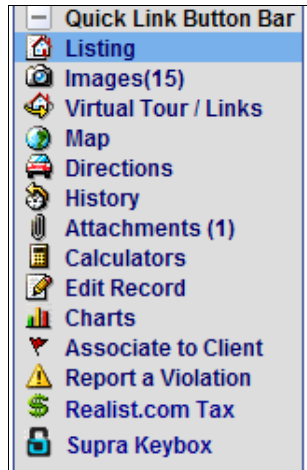 Quick Link Button Bar
Listing
Images(15)
Virtual Tour / Links
Map
Directions
History
Attachments (1)
Calculators
Edit Record
Charts
Associate to Client
Report a Violation
Realist.com Tax
Supra Keybox